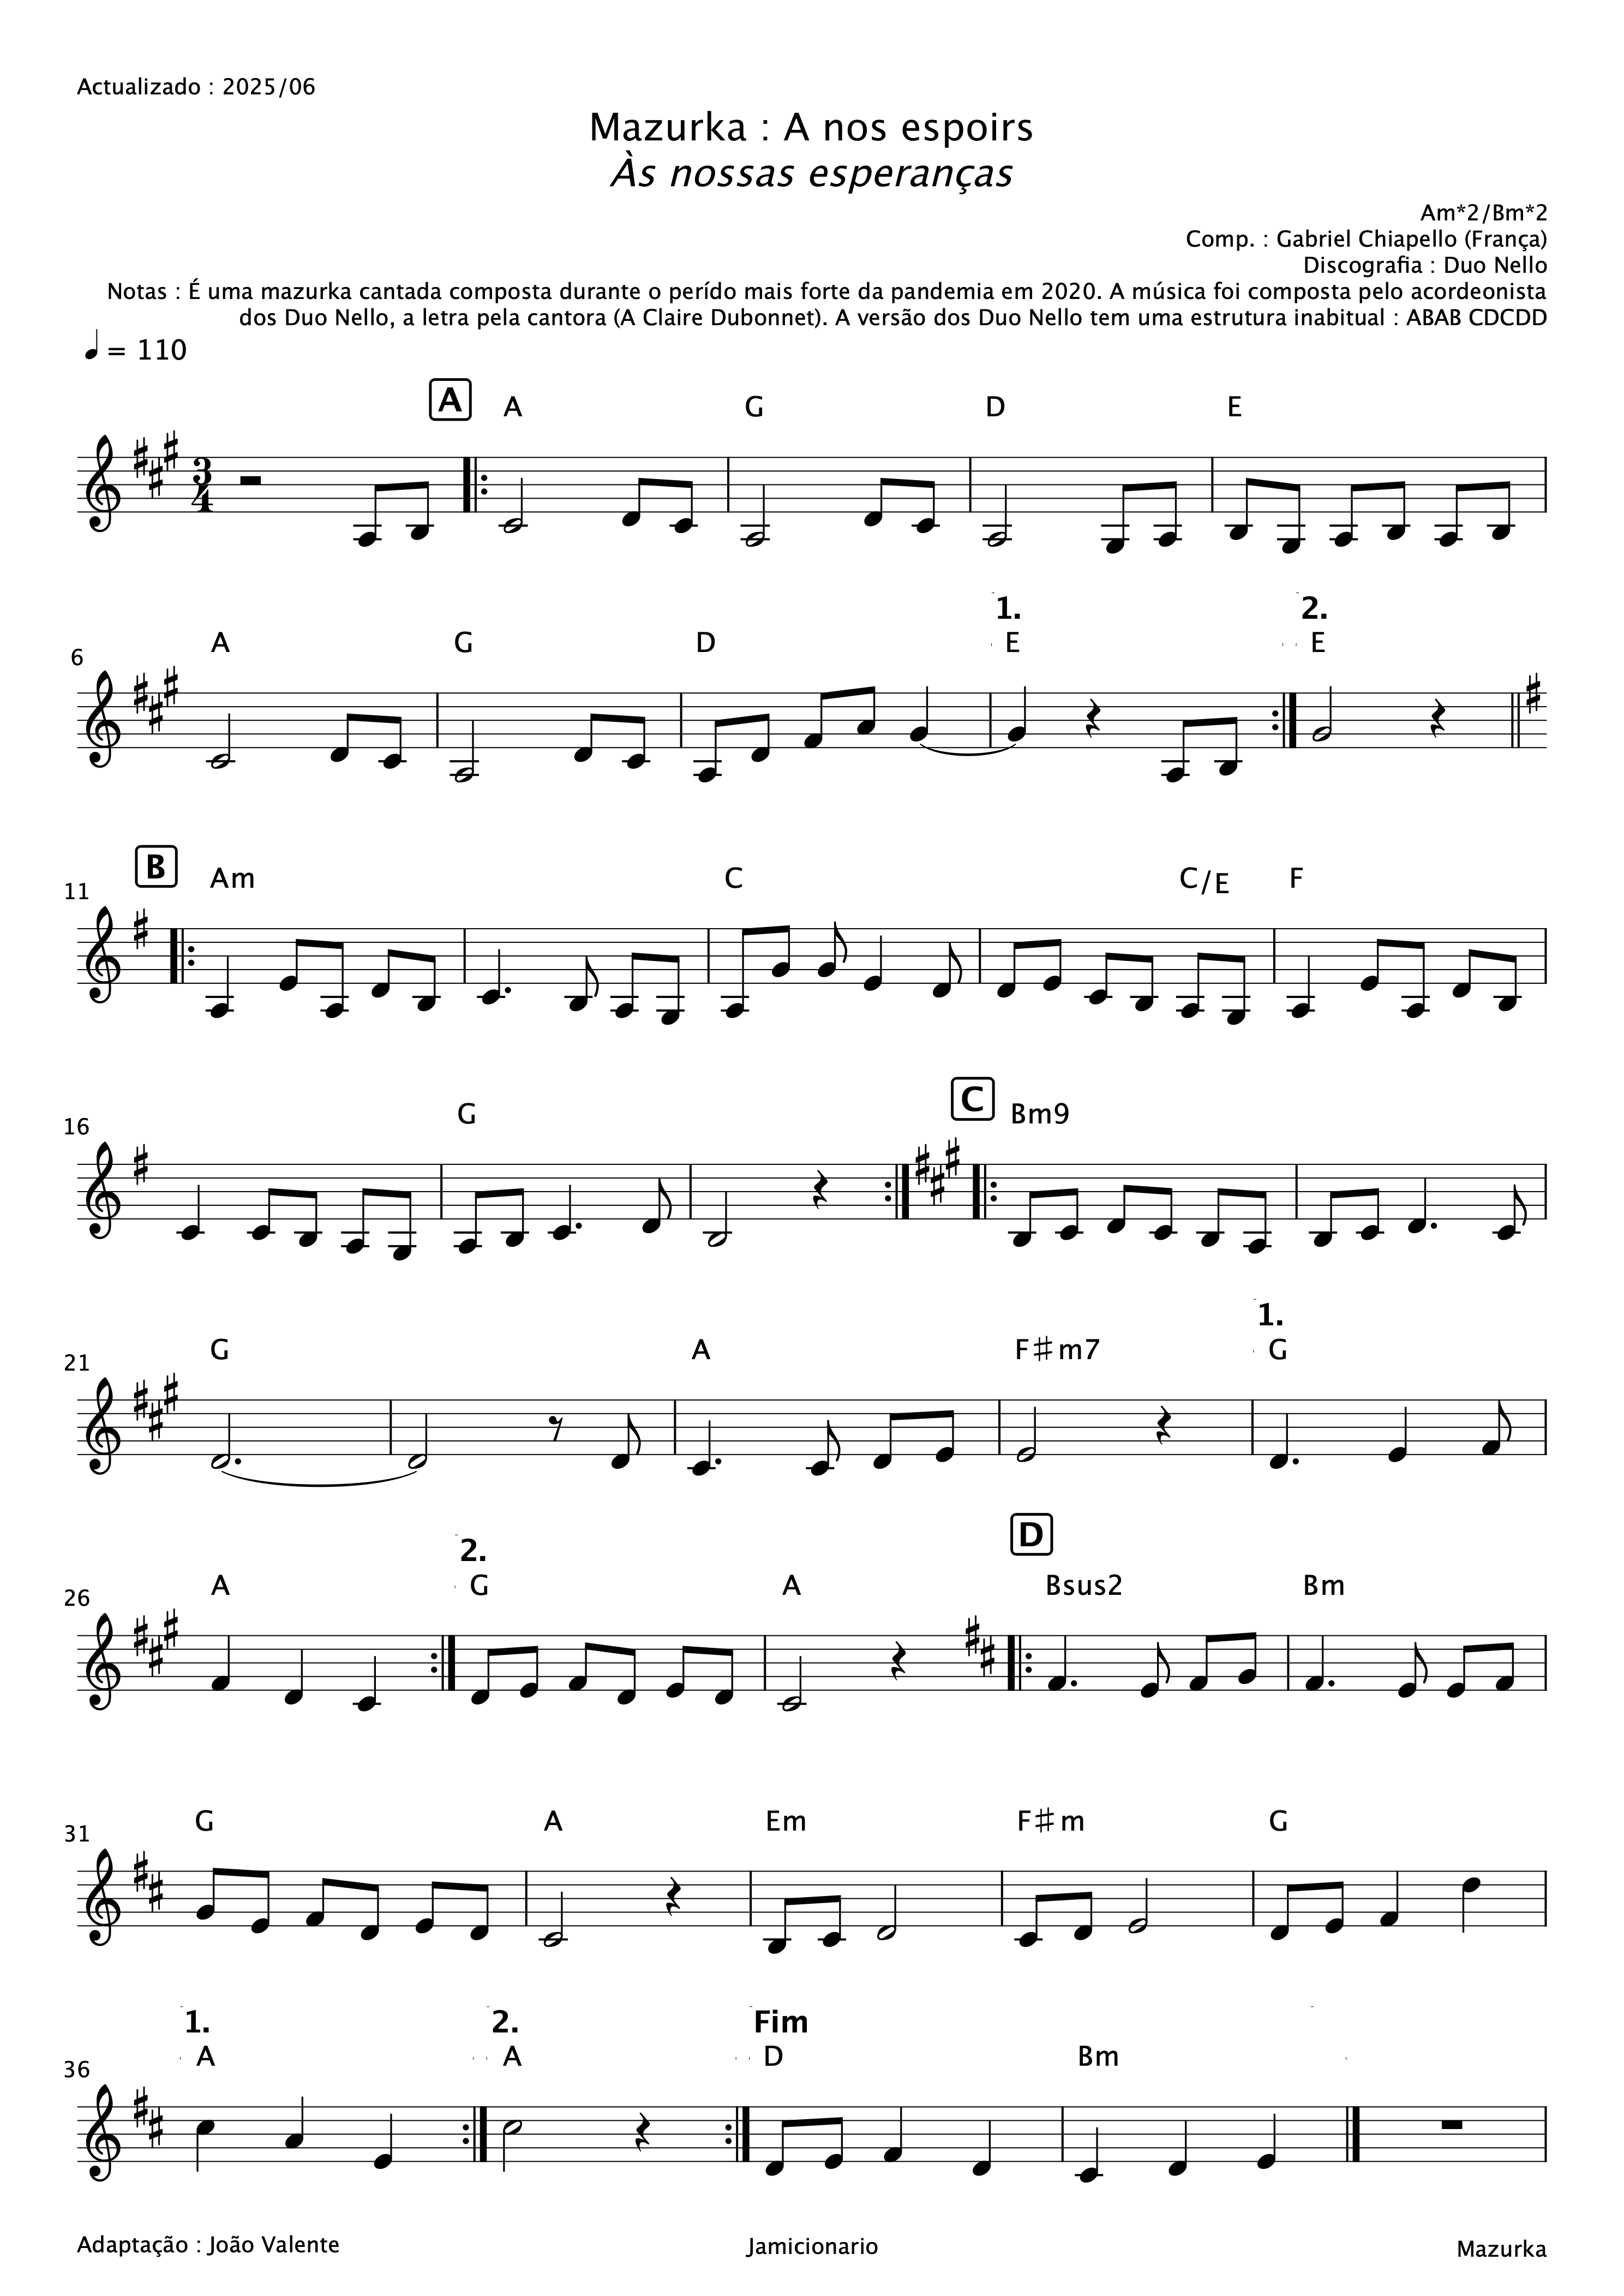 Actualizado : 2025/06
Mazurka : A nos espoirs
Às nossas esperanças
Am*2/Bm*2
Comp. : Gabriel Chiapello (França)
Discografia : Duo Nello
Notas : É uma mazurka cantada composta durante o perído mais forte da pandemia em 2020. A música foi composta pelo acordeonista
dos Duo Nello, a letra pela cantora (A Claire Dubonnet). A versão dos Duo Nello tem uma estrutura inabitual : ABAB CDCDD
= 110
A A G D E
3
4
1. 2.
6 A G D E E
B
11 Am C C/E F
C
16 G Bm9
1.
21 G A F♯m7 G
2. D
26 A G A Bsus2 Bm
31 G A Em F♯m G
1. 2. Fim
36 A A D Bm
Adaptação : João Valente Jamicionario Mazurka